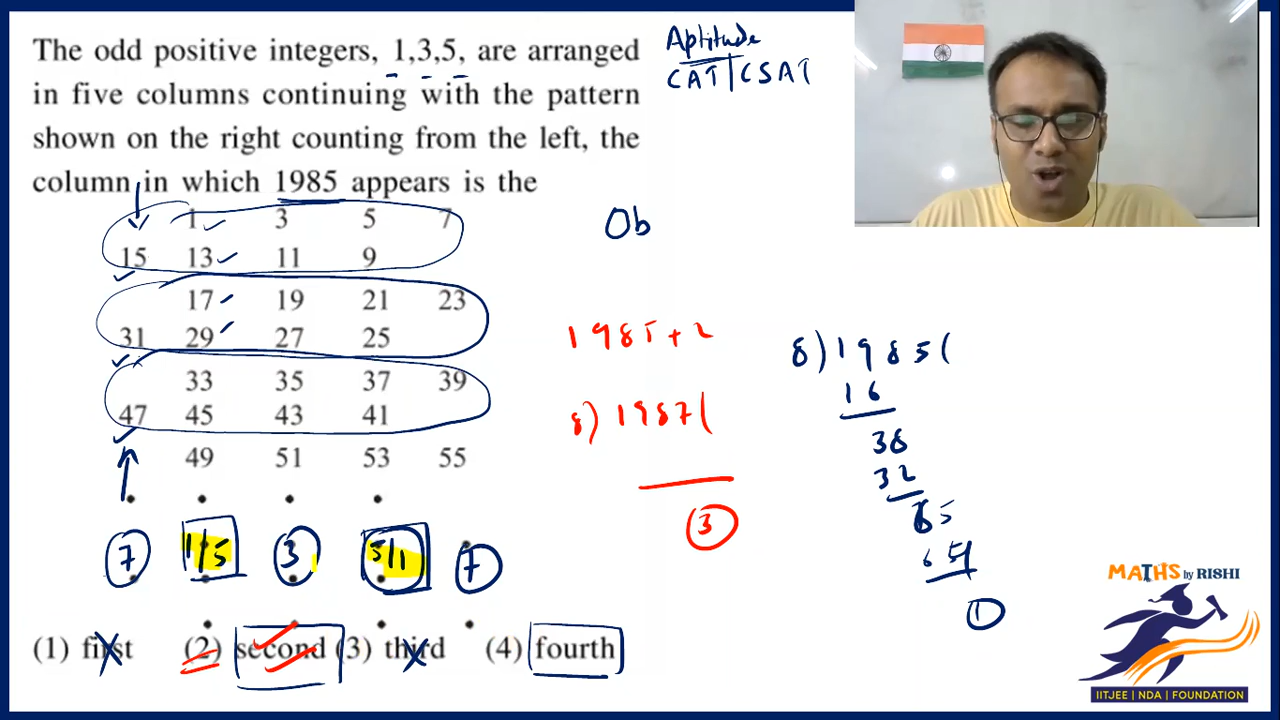 The odd positive integers, 1,3,5, are arranged
in five columns continuing with the pattern
shown on the right counting from the left, the
column in which 1985 appears is the
1 3 5 7
15 13 11 9
17 19 21 23
31 29 27 25
33 35 37 39
47 45 43 41
49 51 53 55
7 1/5 3 5/1 7
(1) first (2) second (3) third (4) fourth
Aptitude
CAT | CSAT
Ob
1985+2
8) 1987(
3
8) 1985(
16
38
32
65
1
MATHS by RISHI
IITJEE | NDA | FOUNDATION